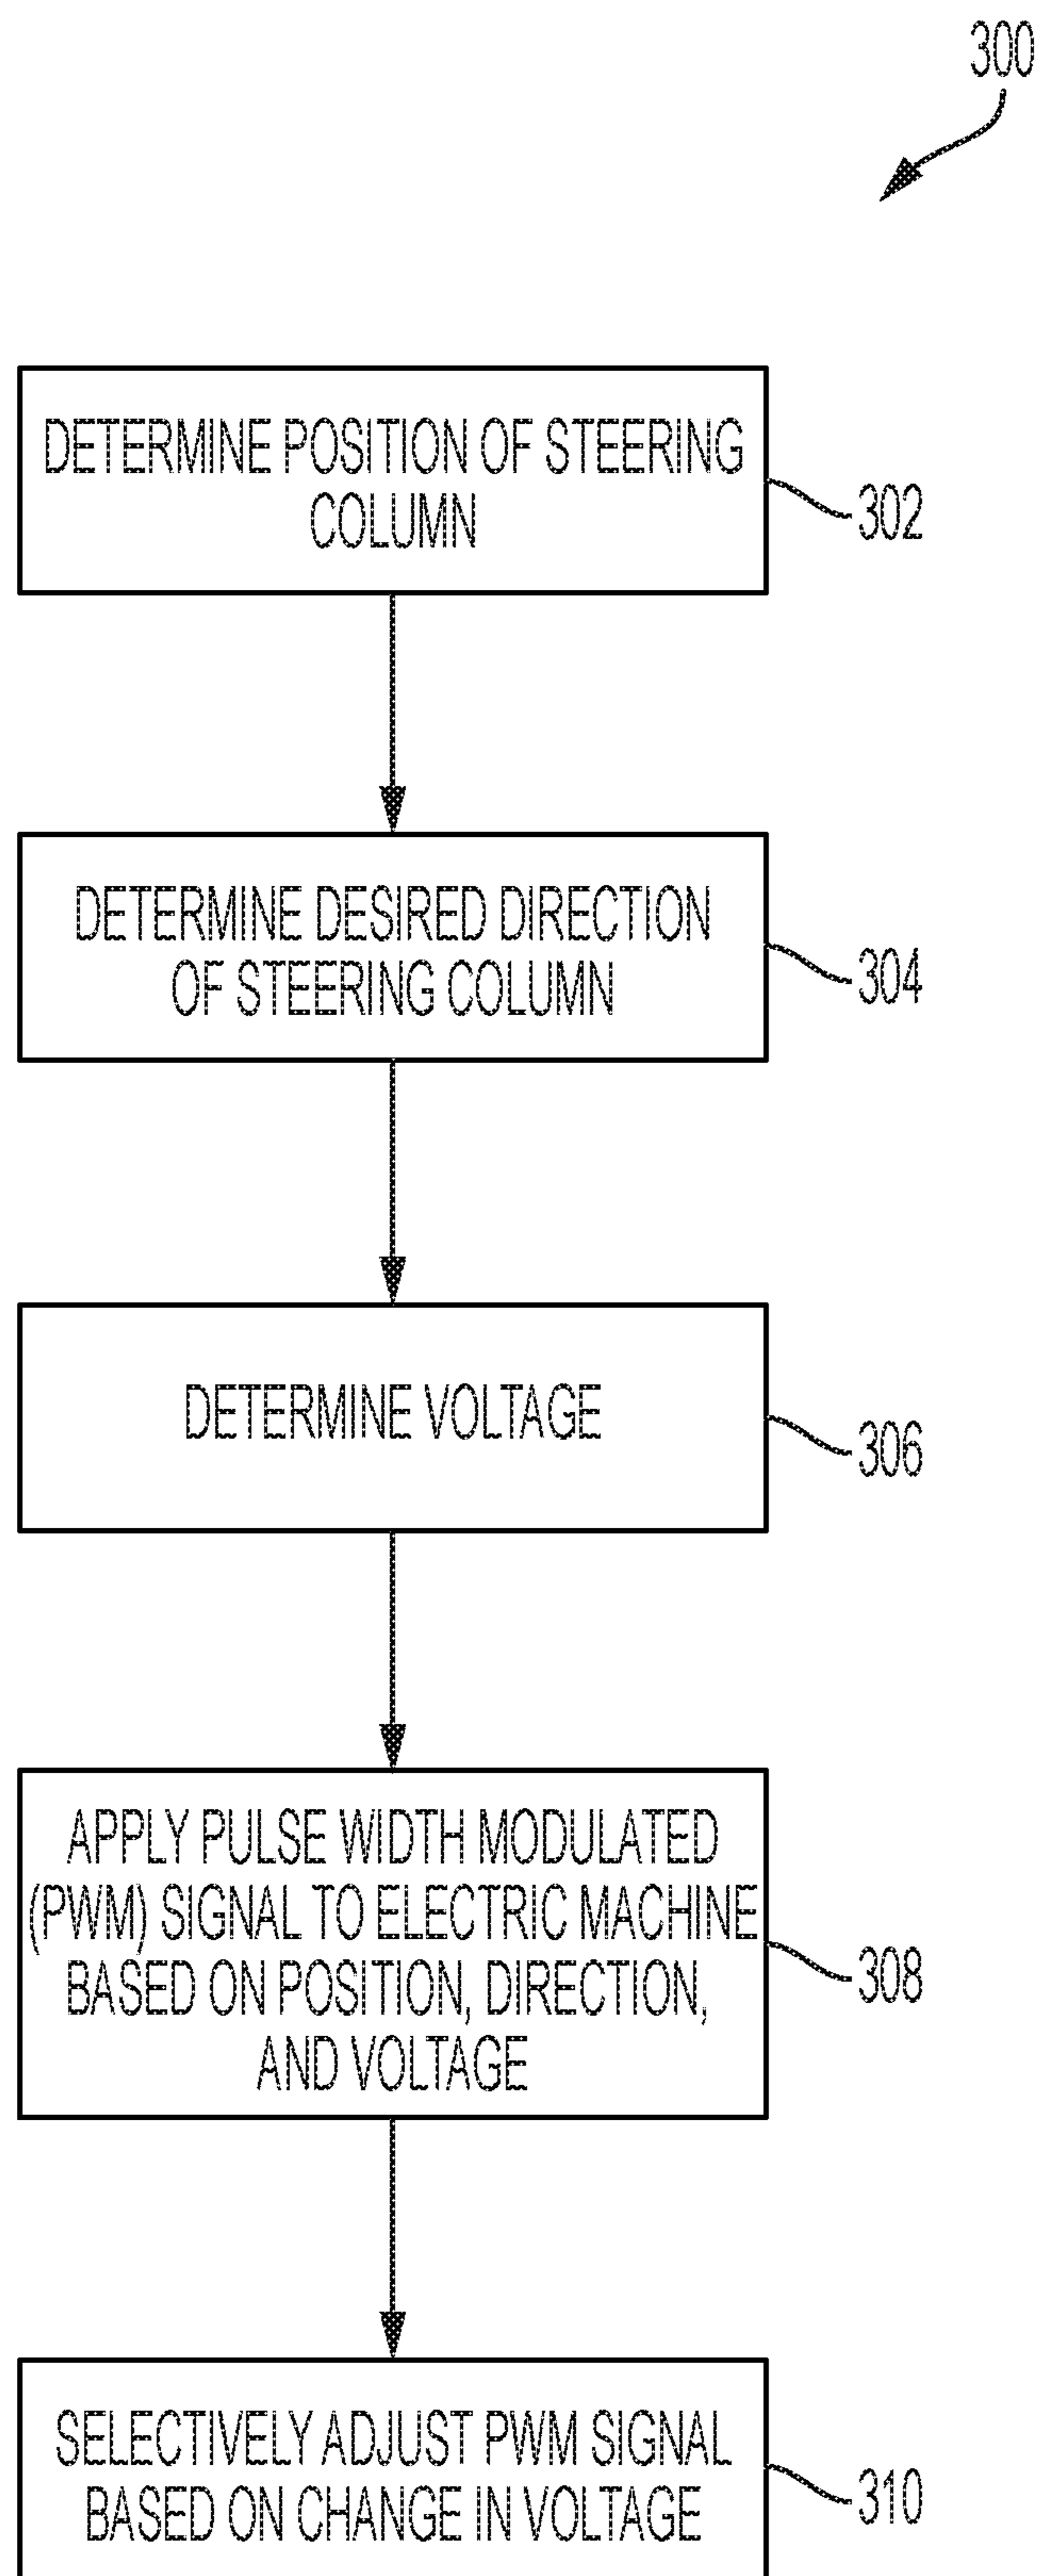 300
DETERMINE POSITION OF STEERING
COLUMN
302
DETERMINE DESIRED DIRECTION
OF STEERING COLUMN
304
DETERMINE VOLTAGE
306
APPLY PULSE WIDTH MODULATED
(PWM) SIGNAL TO ELECTRIC MACHINE
BASED ON POSITION, DIRECTION,
AND VOLTAGE
308
SELECTIVELY ADJUST PWM SIGNAL
BASED ON CHANGE IN VOLTAGE
310